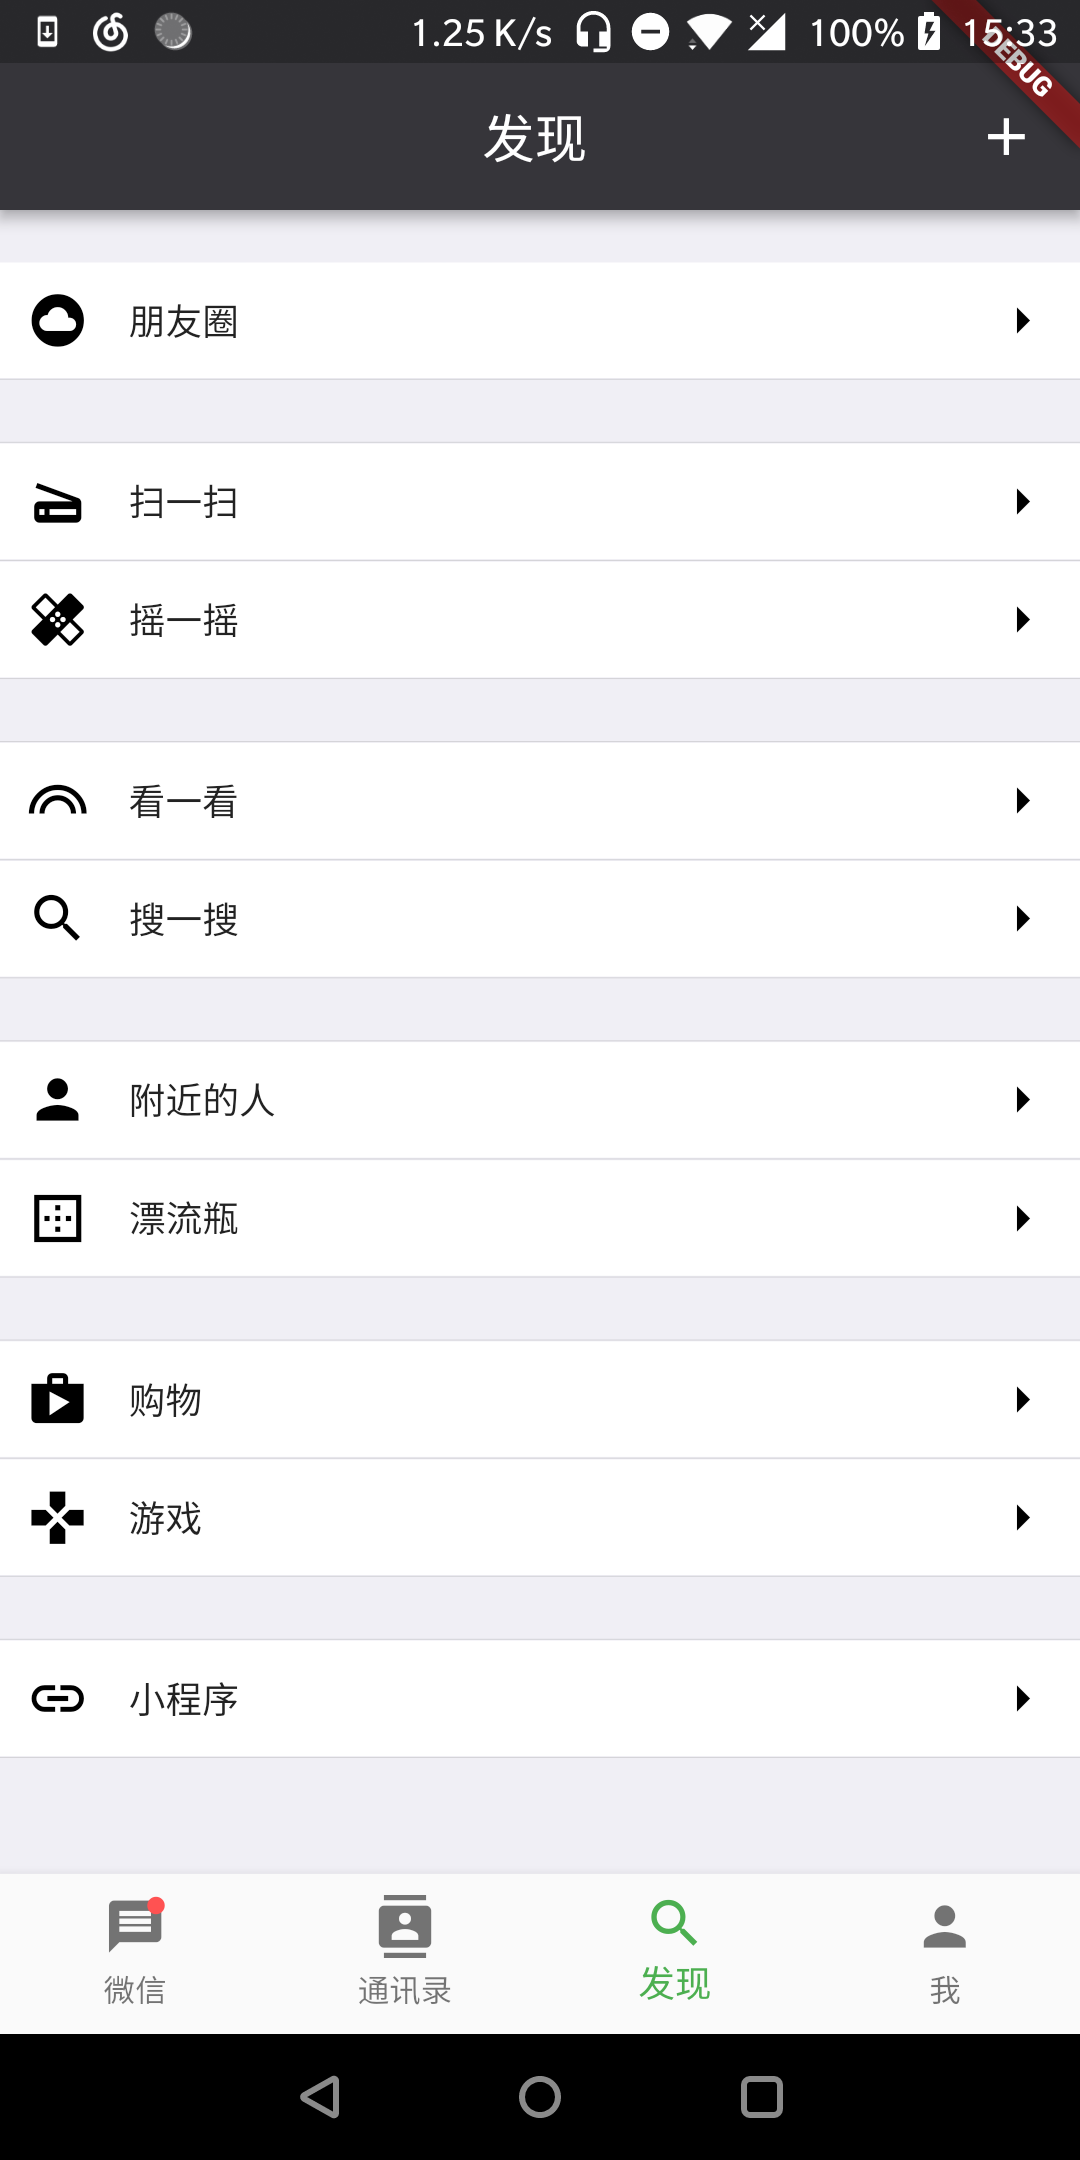 1.25 K/s 100% 15:33
DEBUG
发现
朋友圈
扫一扫
摇一摇
看一看
搜一搜
附近的人
漂流瓶
购物
游戏
小程序
微信 通讯录 发现 我